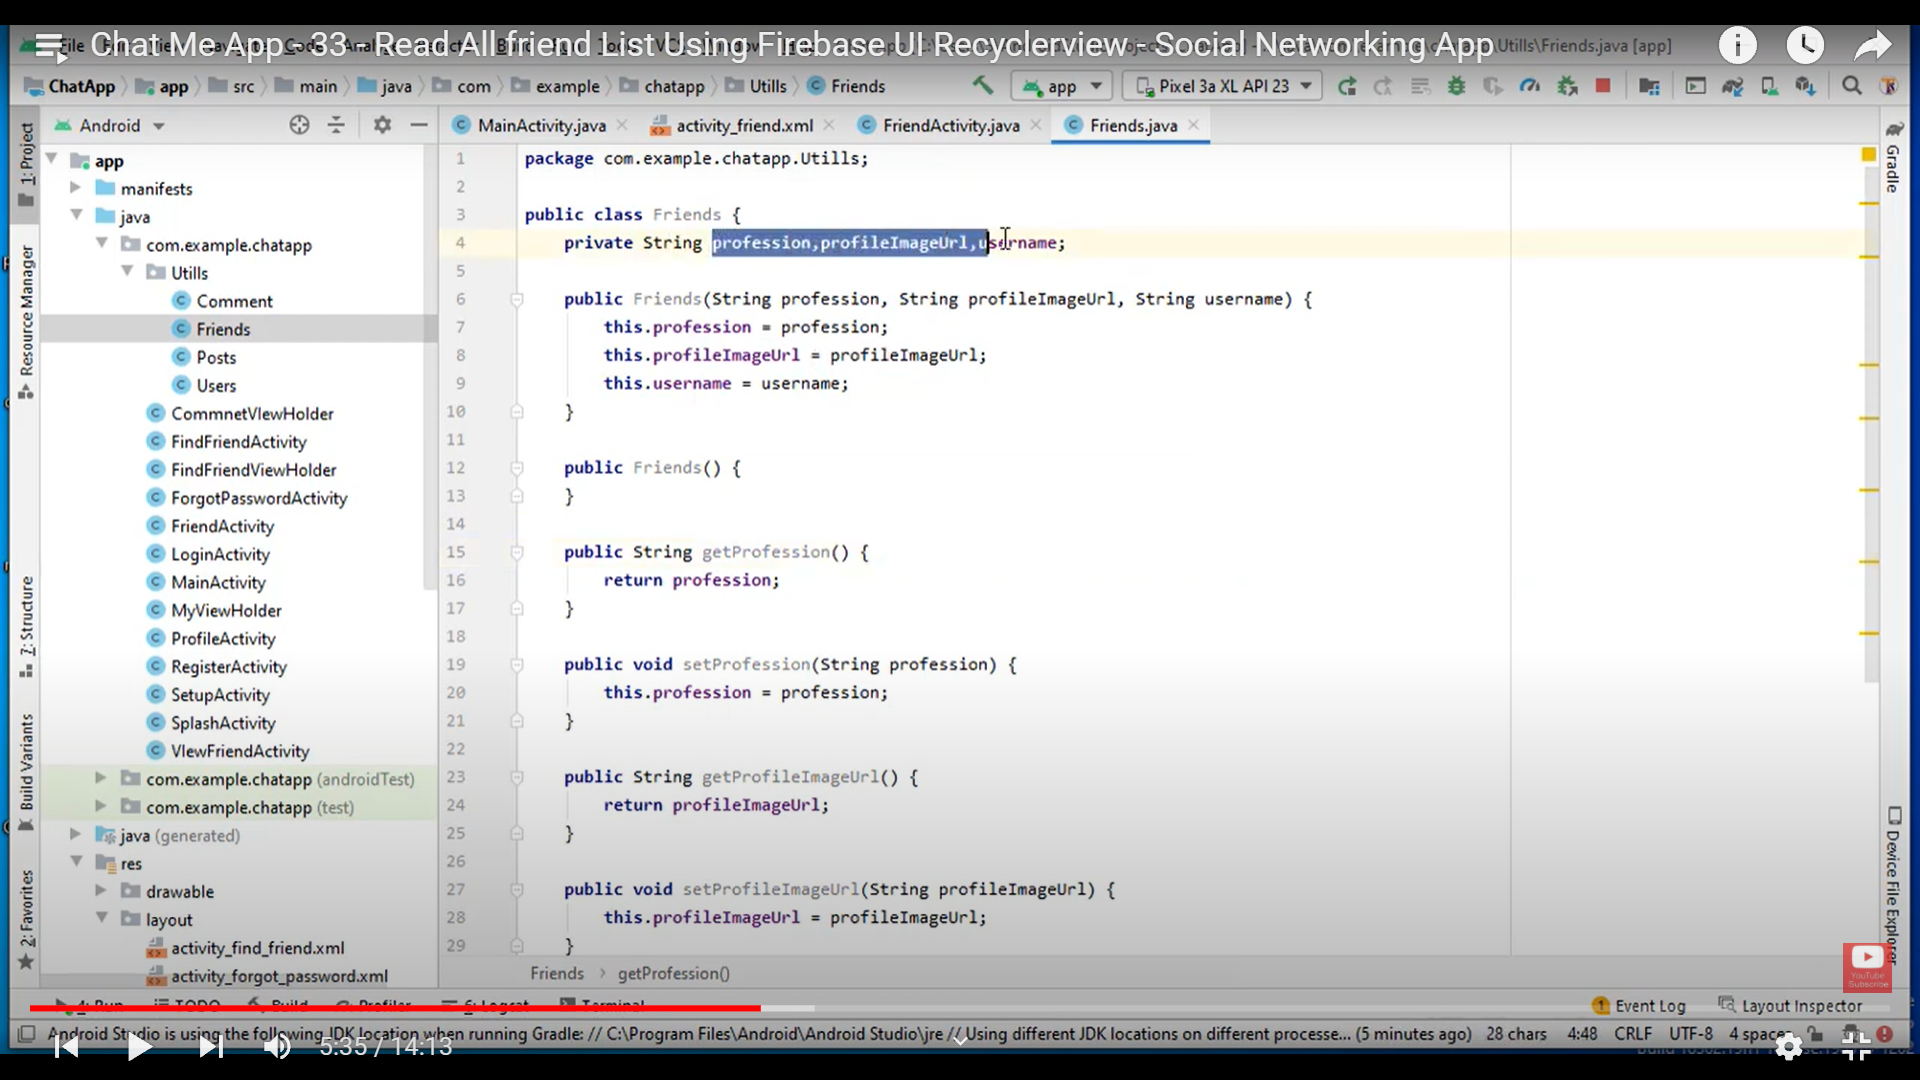 File
Chat Me App - 33 - Read All friend List Using Firebase UI Recyclerview - Social Networking App
\Utills\Friends.java [app]
ChatApp app src main java com example chatapp Utills Friends app Pixel 3a XL API 23
Android
MainActivity.java activity_friend.xml FriendActivity.java Friends.java
1: Project
Resource Manager
7: Structure
Build Variants
2: Favorites
app
manifests
java
com.example.chatapp
Utills
Comment
Friends
Posts
Users
CommnetVIewHolder
FindFriendActivity
FindFriendViewHolder
ForgotPasswordActivity
FriendActivity
LoginActivity
MainActivity
MyViewHolder
ProfileActivity
RegisterActivity
SetupActivity
SplashActivity
VIewFriendActivity
com.example.chatapp (androidTest)
com.example.chatapp (test)
java (generated)
res
drawable
layout
activity_find_friend.xml
activity_forgot_password.xml
1 package com.example.chatapp.Utills;
2
3 public class Friends {
4 private String profession,profileImageUrl,username;
5
6 public Friends(String profession, String profileImageUrl, String username) {
7 this.profession = profession;
8 this.profileImageUrl = profileImageUrl;
9 this.username = username;
10 }
11
12 public Friends() {
13 }
14
15 public String getProfession() {
16 return profession;
17 }
18
19 public void setProfession(String profession) {
20 this.profession = profession;
21 }
22
23 public String getProfileImageUrl() {
24 return profileImageUrl;
25 }
26
27 public void setProfileImageUrl(String profileImageUrl) {
28 this.profileImageUrl = profileImageUrl;
29 }
Friends › getProfession()
Gradle
Device File Explorer
YouTube
Subscribe
4: Run TODO Build Profiler 6: Logcat Terminal Event Log Layout Inspector
Android Studio is using the following JDK location when running Gradle: // C:\Program Files\Android\Android Studio\jre // Using different JDK locations on different processe... (5 minutes ago) 28 chars 4:48 CRLF UTF-8 4 spaces
5:35 / 14:13